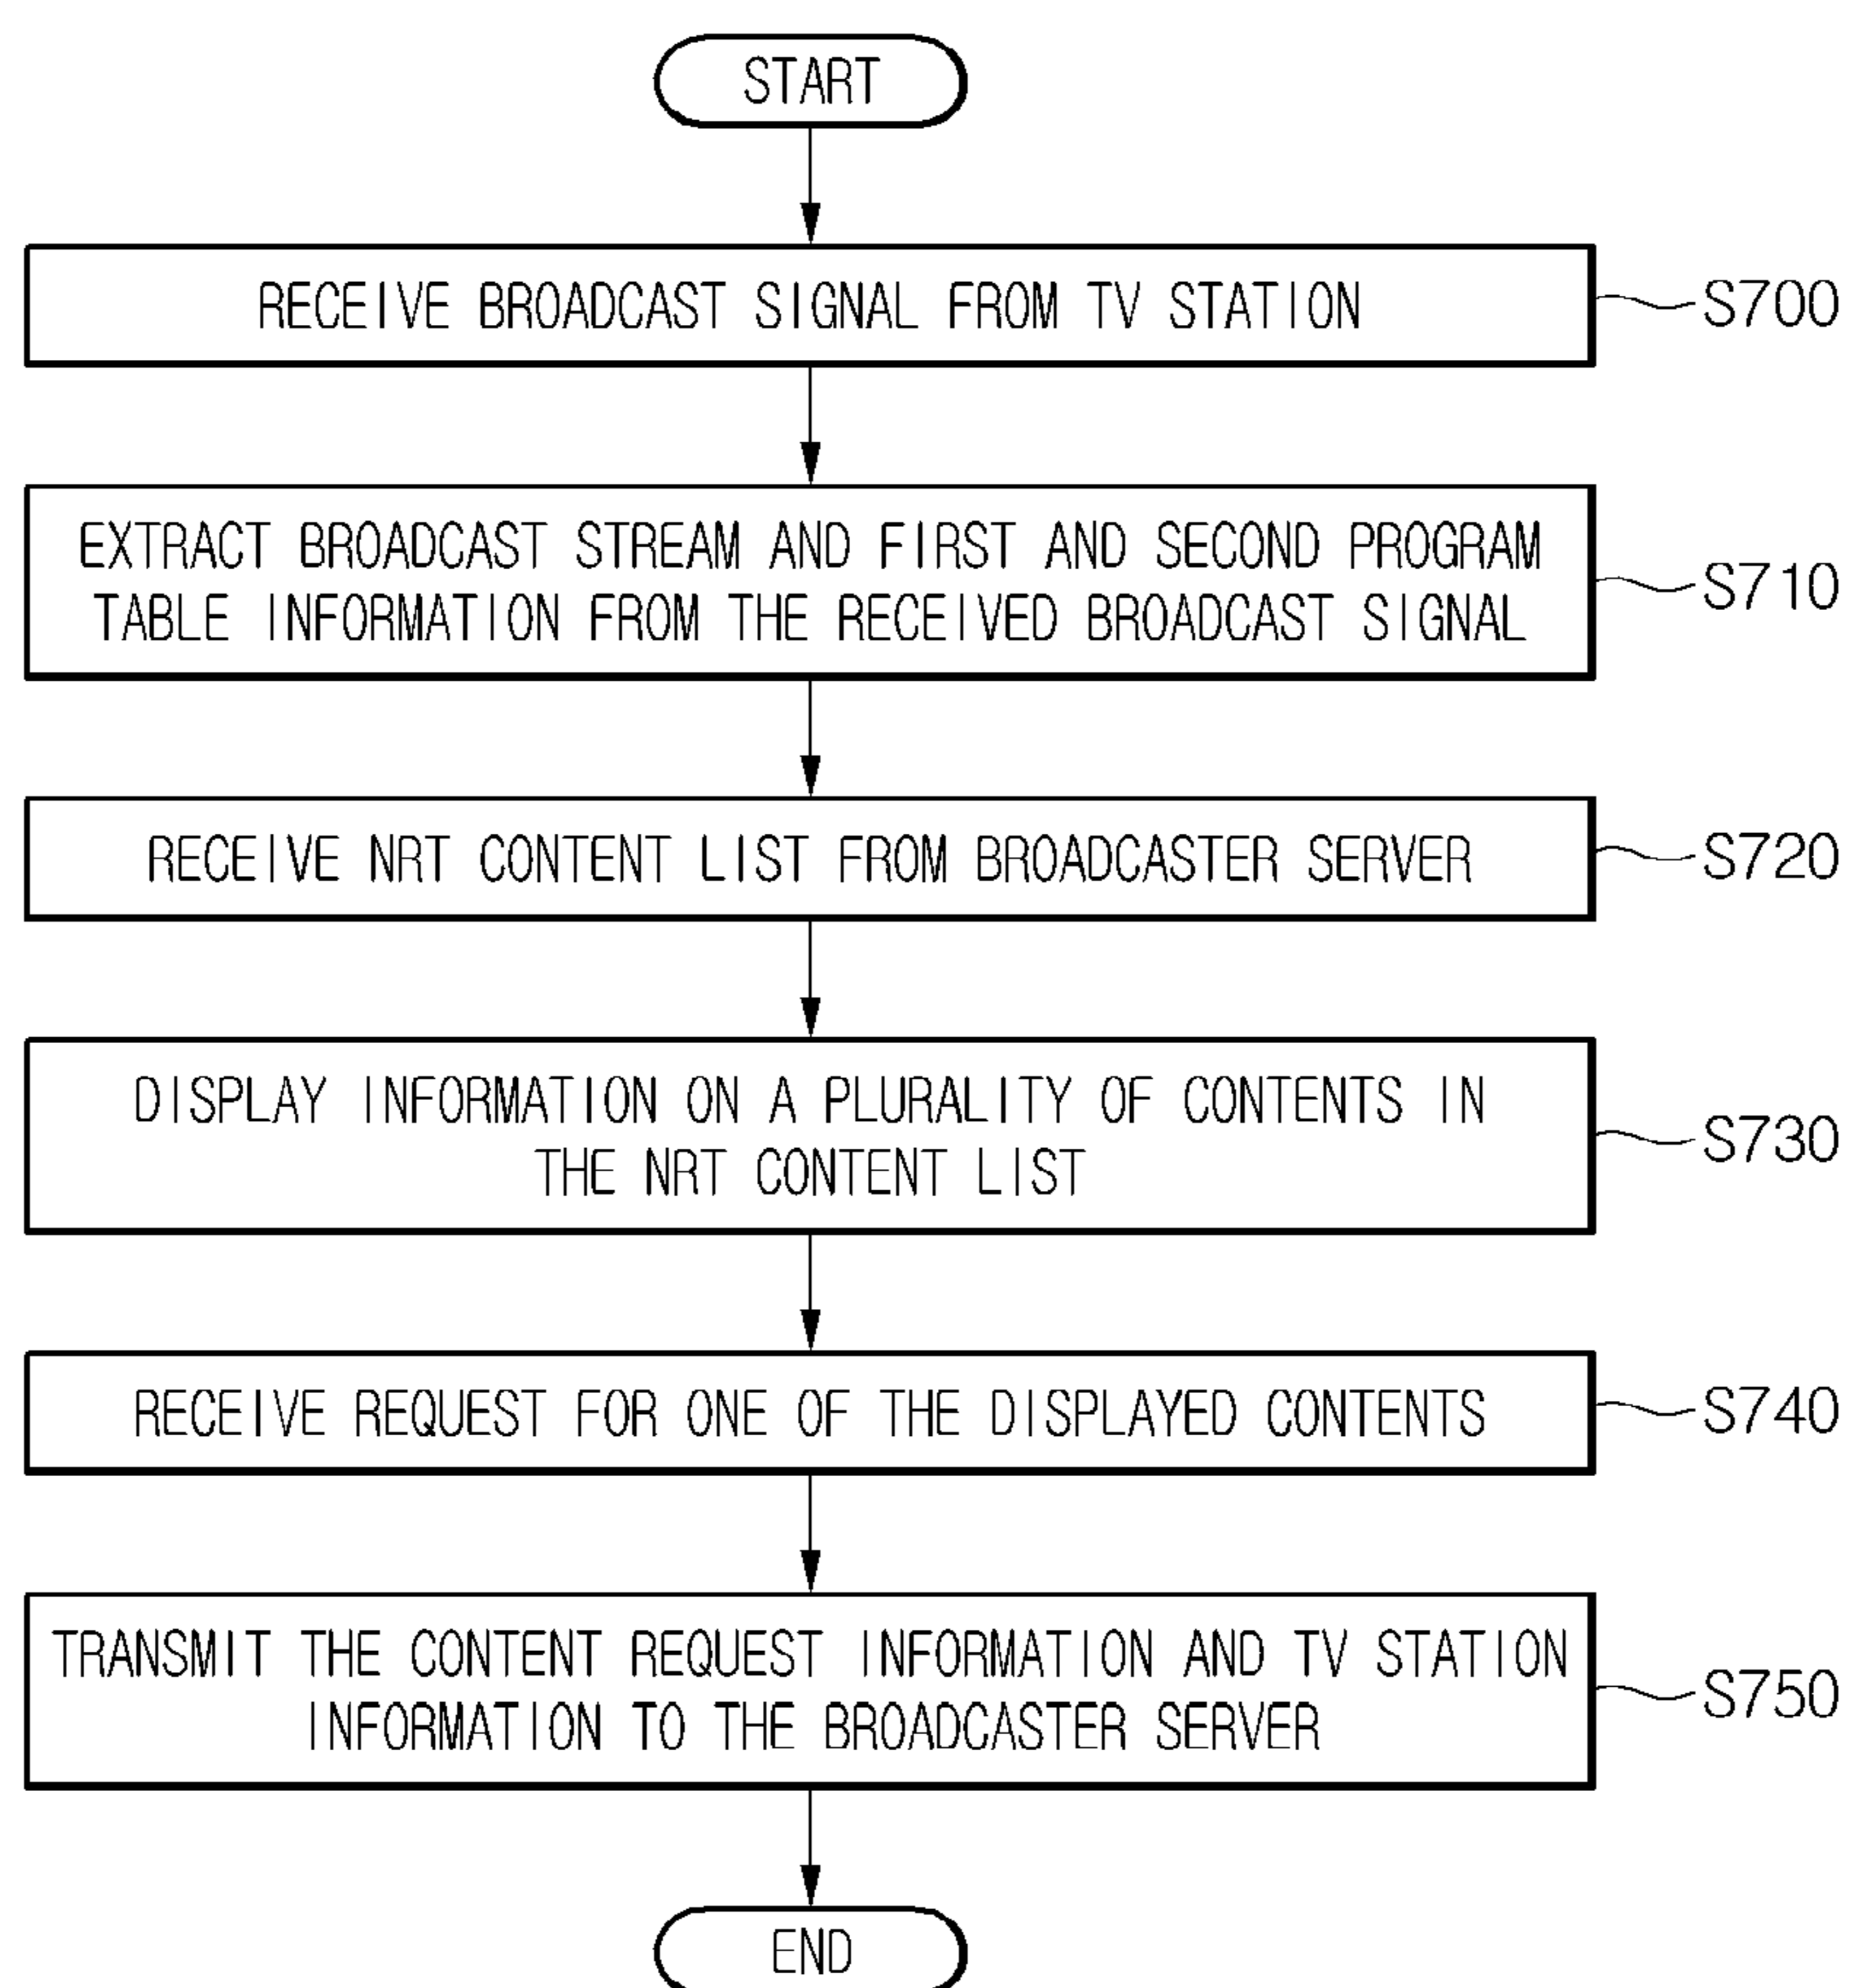 START
RECEIVE BROADCAST SIGNAL FROM TV STATION
S700
EXTRACT BROADCAST STREAM AND FIRST AND SECOND PROGRAM
TABLE INFORMATION FROM THE RECEIVED BROADCAST SIGNAL
S710
RECEIVE NRT CONTENT LIST FROM BROADCASTER SERVER
S720
DISPLAY INFORMATION ON A PLURALITY OF CONTENTS IN
THE NRT CONTENT LIST
S730
RECEIVE REQUEST FOR ONE OF THE DISPLAYED CONTENTS
S740
TRANSMIT THE CONTENT REQUEST INFORMATION AND TV STATION
INFORMATION TO THE BROADCASTER SERVER
S750
END